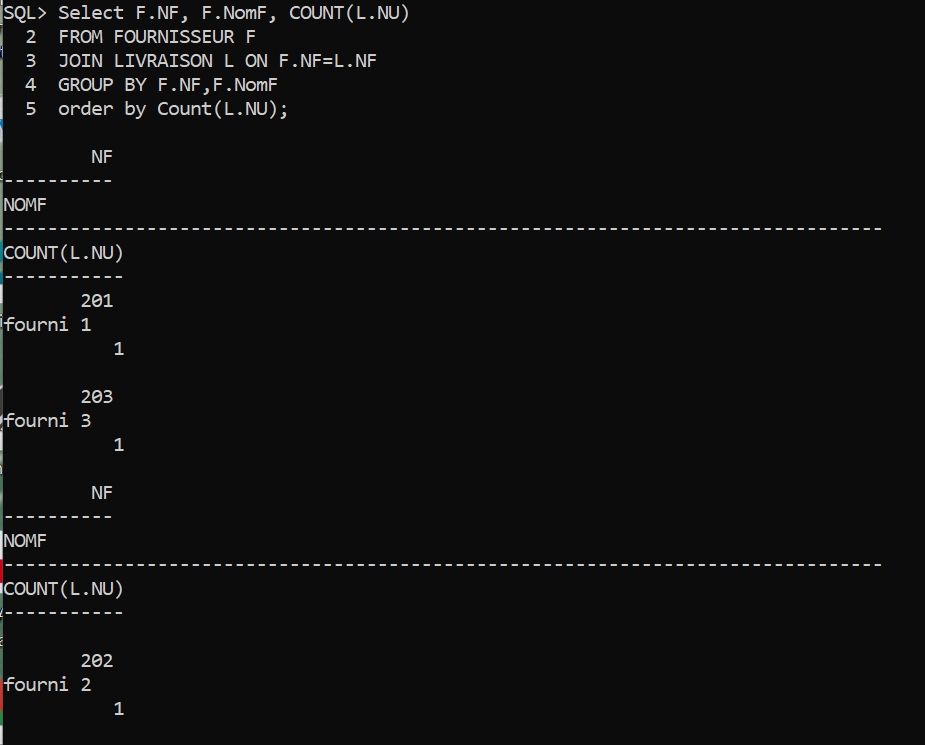 SQL> Select F.NF, F.NomF, COUNT(L.NU)
  2  FROM FOURNISSEUR F
  3  JOIN LIVRAISON L ON F.NF=L.NF
  4  GROUP BY F.NF,F.NomF
  5  order by Count(L.NU);

        NF
----------
NOMF
--------------------------------------------------------------------------------
COUNT(L.NU)
-----------
       201
fourni 1
          1

       203
fourni 3
          1

        NF
----------
NOMF
--------------------------------------------------------------------------------
COUNT(L.NU)
-----------

       202
fourni 2
          1